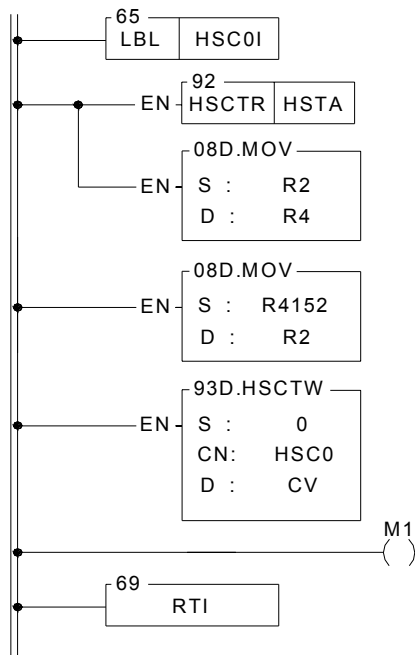 65
LBL HSC0I
92
EN HSCTR HSTA
08D.MOV
EN S : R2
D : R4
08D.MOV
EN S : R4152
D : R2
93D.HSCTW
EN S : 0
CN: HSC0
D : CV
M1
( )
69
RTI